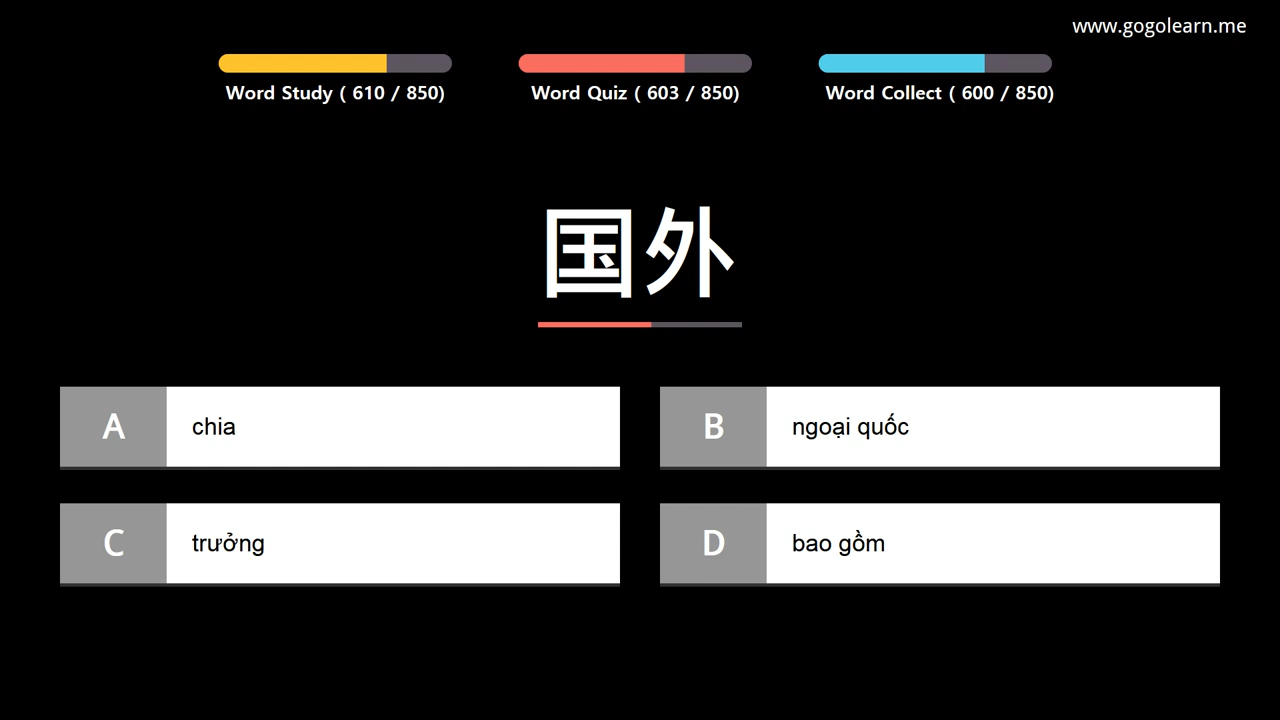 www.gogolearn.me
Word Study ( 610 / 850)
Word Quiz ( 603 / 850)
Word Collect ( 600 / 850)
国外
A chia
B ngoại quốc
C trưởng
D bao gồm